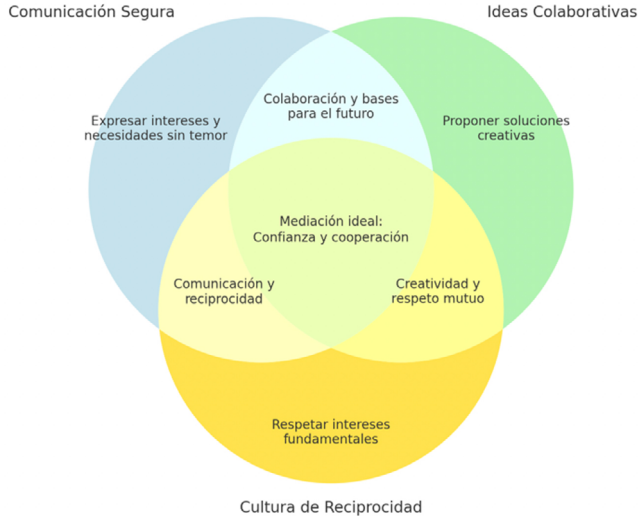 Comunicación Segura
Ideas Colaborativas
Colaboración y bases
para el futuro
Expresar intereses y
necesidades sin temor
Proponer soluciones
creativas
Mediación ideal:
Confianza y cooperación
Comunicación y
reciprocidad
Creatividad y
respeto mutuo
Respetar intereses
fundamentales
Cultura de Reciprocidad